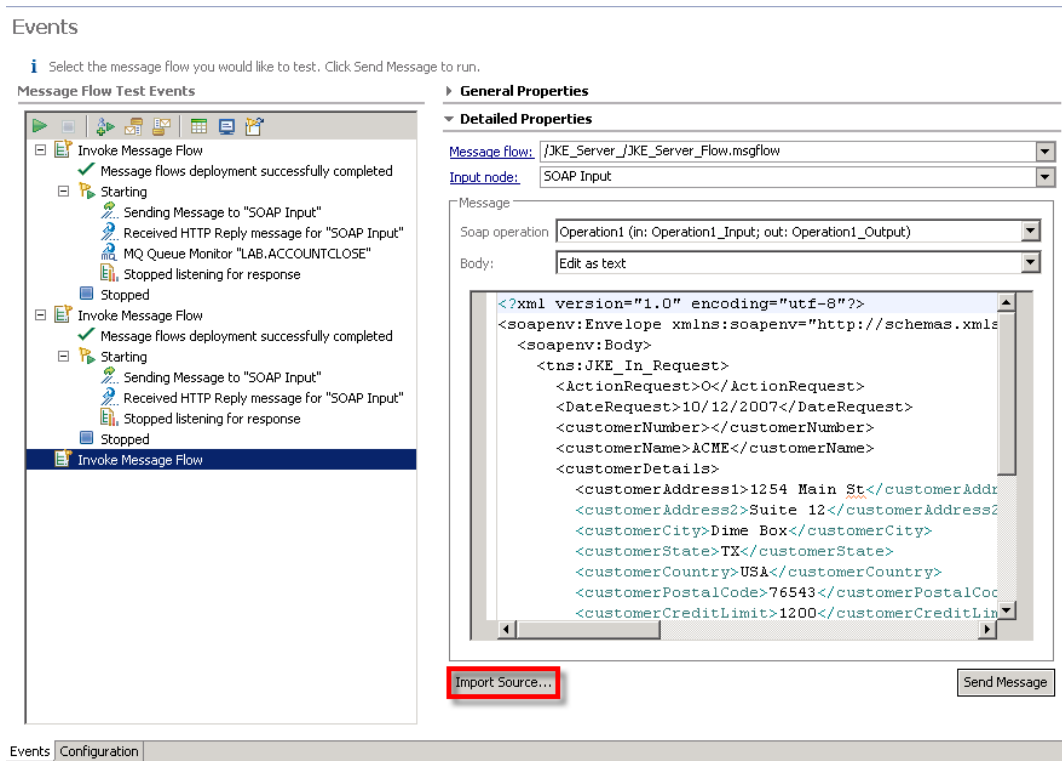 Events
i Select the message flow you would like to test. Click Send Message to run.
Message Flow Test Events
Invoke Message Flow
Message flows deployment successfully completed
Starting
Sending Message to "SOAP Input"
Received HTTP Reply message for "SOAP Input"
MQ Queue Monitor "LAB.ACCOUNTCLOSE"
Stopped listening for response
Stopped
Invoke Message Flow
Message flows deployment successfully completed
Starting
Sending Message to "SOAP Input"
Received HTTP Reply message for "SOAP Input"
Stopped listening for response
Stopped
Invoke Message Flow
General Properties
Detailed Properties
Message flow: /JKE_Server_/JKE_Server_Flow.msgflow
Input node: SOAP Input
Message
Soap operation Operation1 (in: Operation1_Input; out: Operation1_Output)
Body: Edit as text
<?xml version="1.0" encoding="utf-8"?>
<soapenv:Envelope xmlns:soapenv="http://schemas.xmls
<soapenv:Body>
<tns:JKE_In_Request>
<ActionRequest>O</ActionRequest>
<DateRequest>10/12/2007</DateRequest>
<customerNumber></customerNumber>
<customerName>ACME</customerName>
<customerDetails>
<customerAddress1>1254 Main St</customerAddr
<customerAddress2>Suite 12</customerAddress2
<customerCity>Dime Box</customerCity>
<customerState>TX</customerState>
<customerCountry>USA</customerCountry>
<customerPostalCode>76543</customerPostalCod
<customerCreditLimit>1200</customerCreditLim
Import Source...
Send Message
Events Configuration